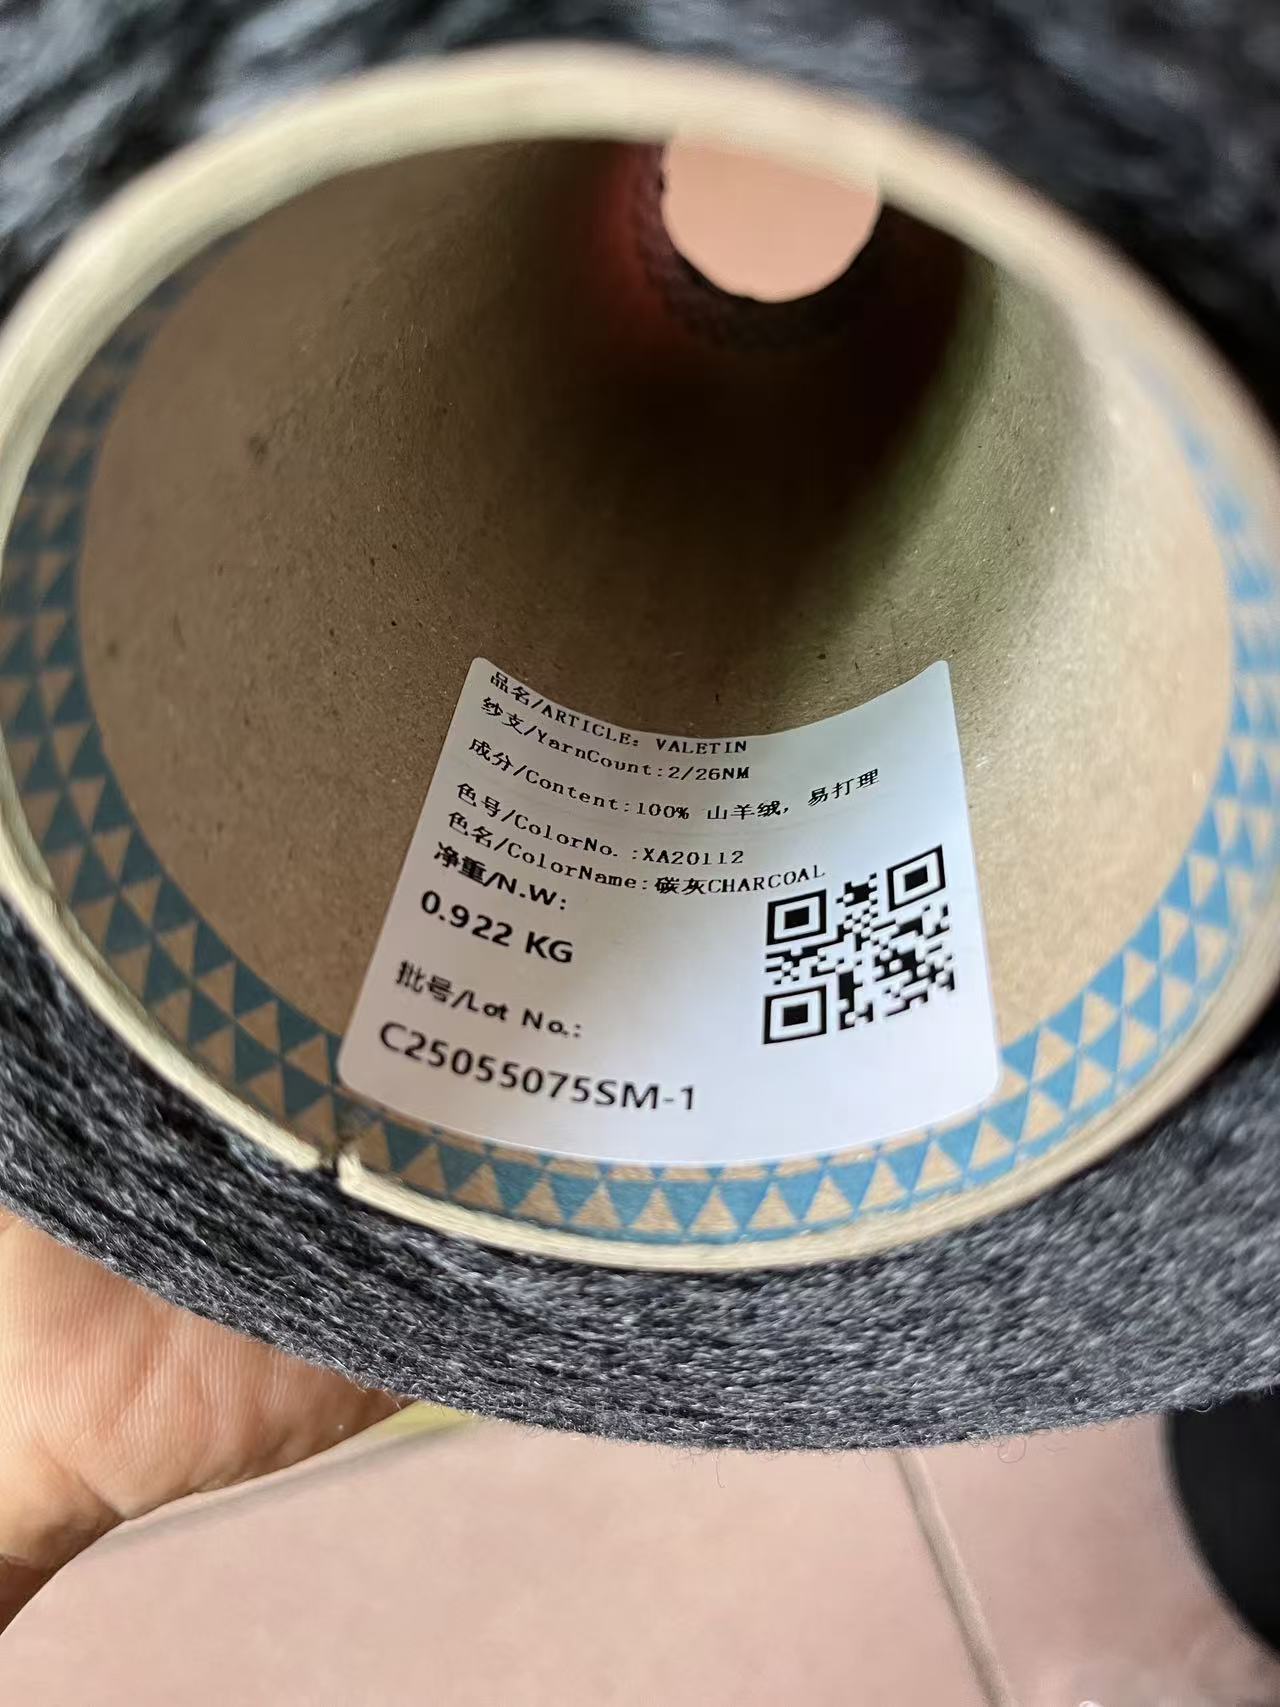 品名/ARTICLE: VALETIN
纱支/YarnCount:2/26NM
成分/Content:100% 山羊绒，易打理
色号/ColorNo. :XA20112
色名/ColorName:碳灰CHARCOAL
净重/N.W:
0.922 KG
批号/Lot No.:
C25055075SM-1